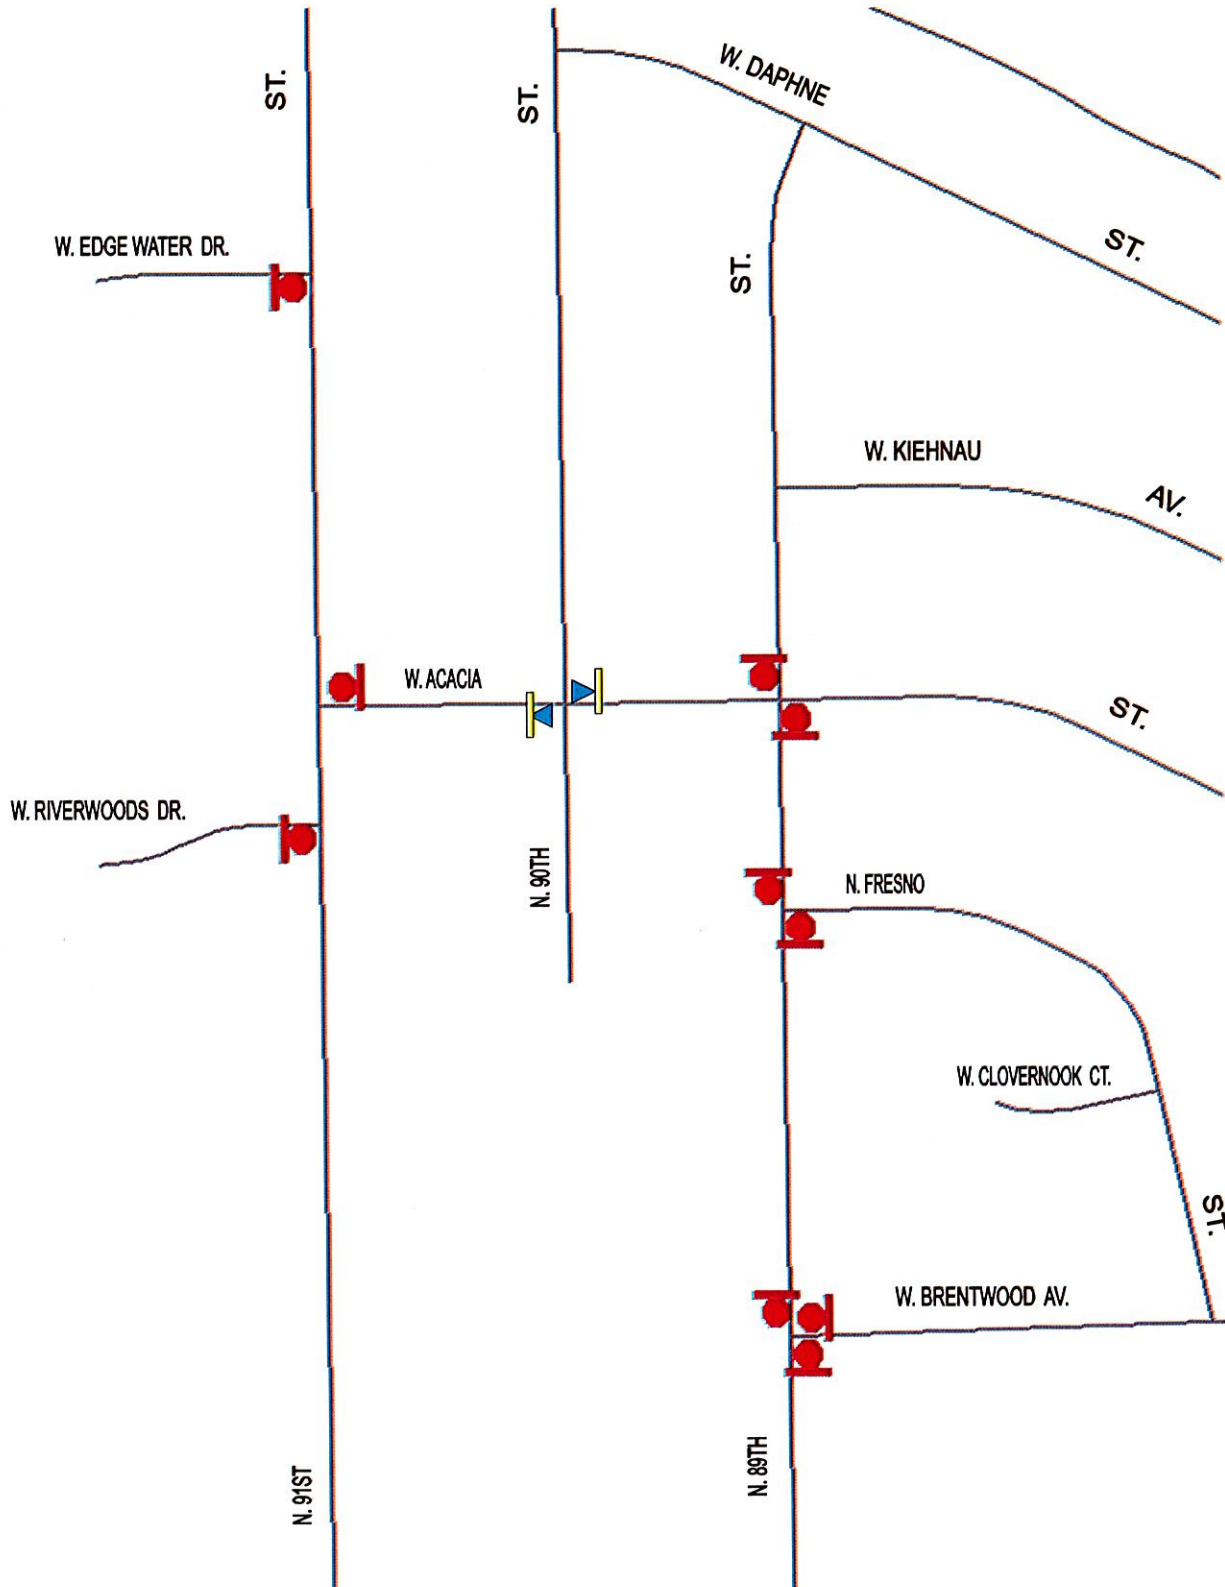 W. DAPHNE
ST.
ST.
ST.
W. EDGE WATER DR.
ST.
ST.
W. KIEHNAU
AV.
W. ACACIA
ST.
W. RIVERWOODS DR.
N. 90TH
N. FRESNO
W. CLOVERNOOK CT.
ST.
W. BRENTWOOD AV.
N. 91ST
N. 89TH